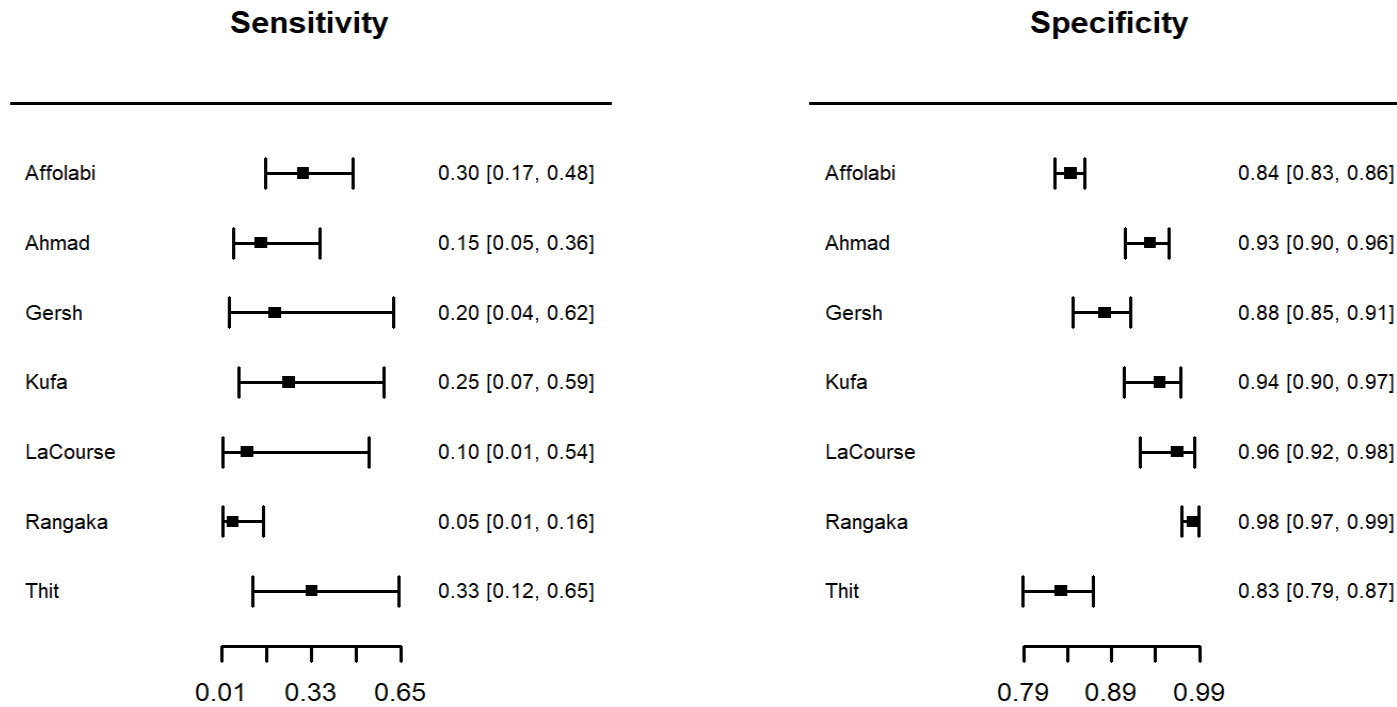 Sensitivity Specificity
Affolabi 0.30 [0.17, 0.48] Affolabi 0.84 [0.83, 0.86]
Ahmad 0.15 [0.05, 0.36] Ahmad 0.93 [0.90, 0.96]
Gersh 0.20 [0.04, 0.62] Gersh 0.88 [0.85, 0.91]
Kufa 0.25 [0.07, 0.59] Kufa 0.94 [0.90, 0.97]
LaCourse 0.10 [0.01, 0.54] LaCourse 0.96 [0.92, 0.98]
Rangaka 0.05 [0.01, 0.16] Rangaka 0.98 [0.97, 0.99]
Thit 0.33 [0.12, 0.65] Thit 0.83 [0.79, 0.87]
0.01 0.33 0.65 0.79 0.89 0.99